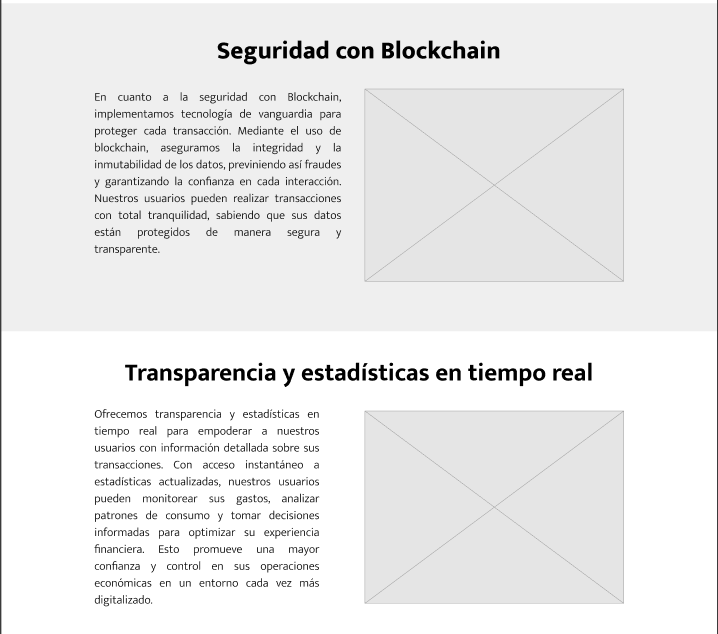 Seguridad con Blockchain
En cuanto a la seguridad con Blockchain,
implementamos tecnología de vanguardia para
proteger cada transacción. Mediante el uso de
blockchain, aseguramos la integridad y la
inmutabilidad de los datos, previniendo así fraudes
y garantizando la confianza en cada interacción.
Nuestros usuarios pueden realizar transacciones
con total tranquilidad, sabiendo que sus datos
están protegidos de manera segura y
transparente.
Transparencia y estadísticas en tiempo real
Ofrecemos transparencia y estadísticas en
tiempo real para empoderar a nuestros
usuarios con información detallada sobre sus
transacciones. Con acceso instantáneo a
estadísticas actualizadas, nuestros usuarios
pueden monitorear sus gastos, analizar
patrones de consumo y tomar decisiones
informadas para optimizar su experiencia
financiera. Esto promueve una mayor
confianza y control en sus operaciones
económicas en un entorno cada vez más
digitalizado.